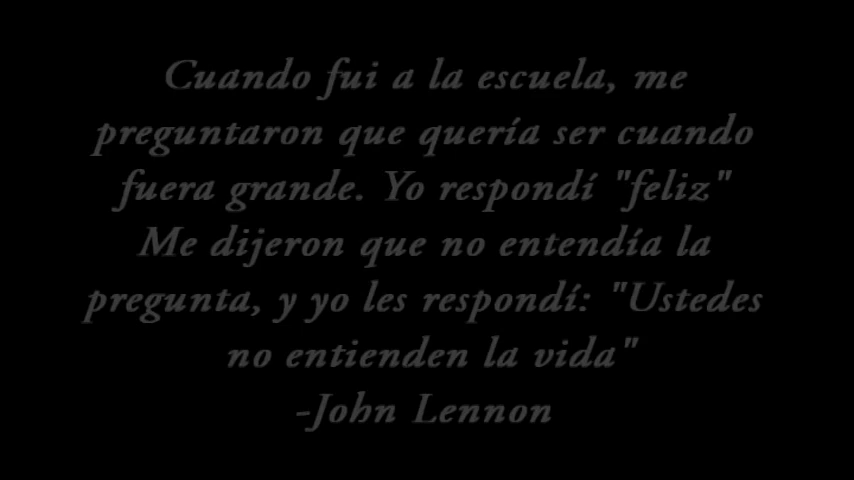 Cuando fui a la escuela, me
preguntaron que quería ser cuando
fuera grande. Yo respondí "feliz"
Me dijeron que no entendía la
pregunta, y yo les respondí: "Ustedes
no entienden la vida"
-John Lennon